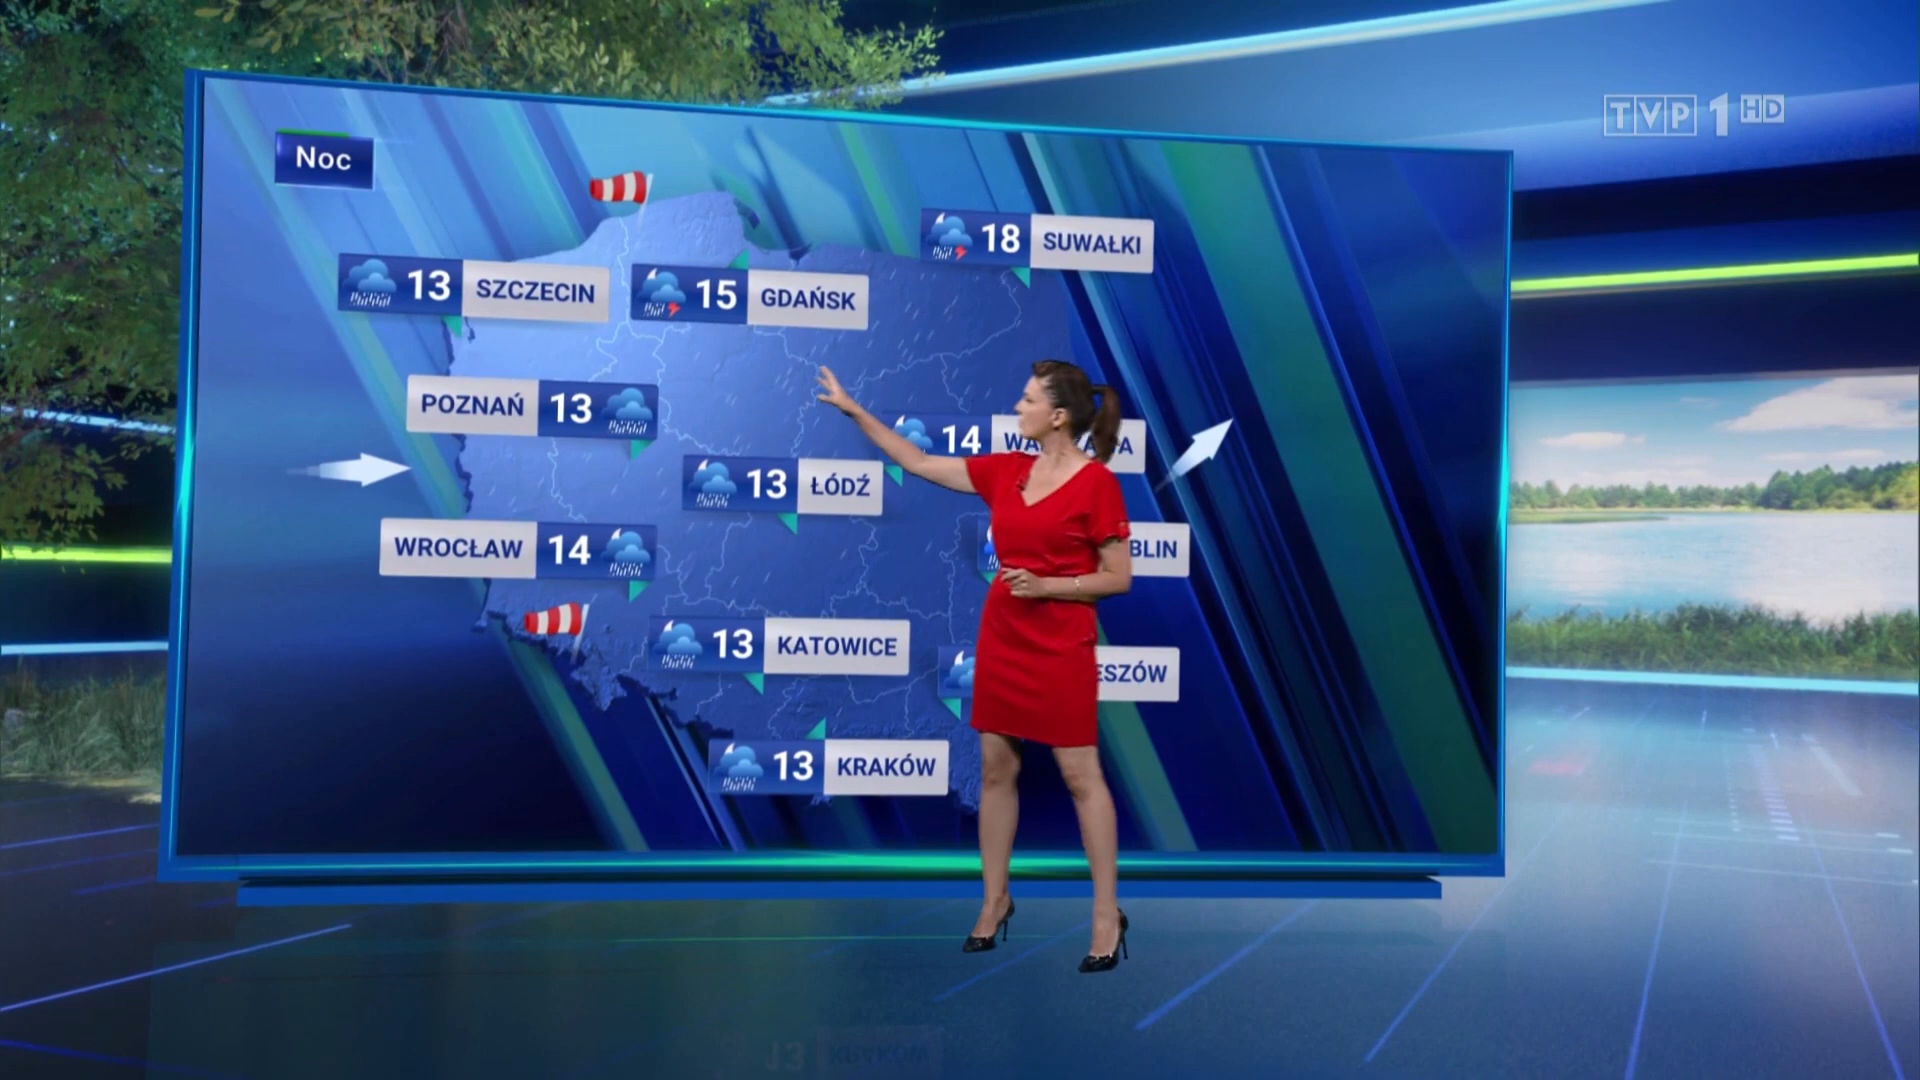 TVP 1 HD
Noc
18 SUWAŁKI
13 SZCZECIN
15 GDAŃSK
POZNAŃ 13
14
13 ŁÓDŹ
WROCŁAW 14
13 KATOWICE
13 KRAKÓW